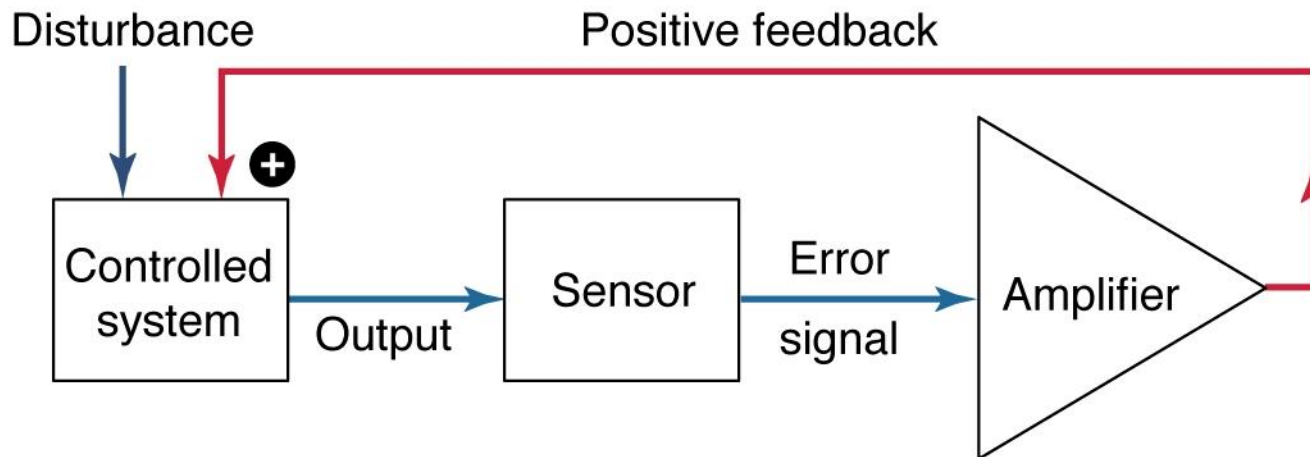 Disturbance
Positive feedback
+
Controlled
system
Output
Sensor
Error
signal
Amplifier